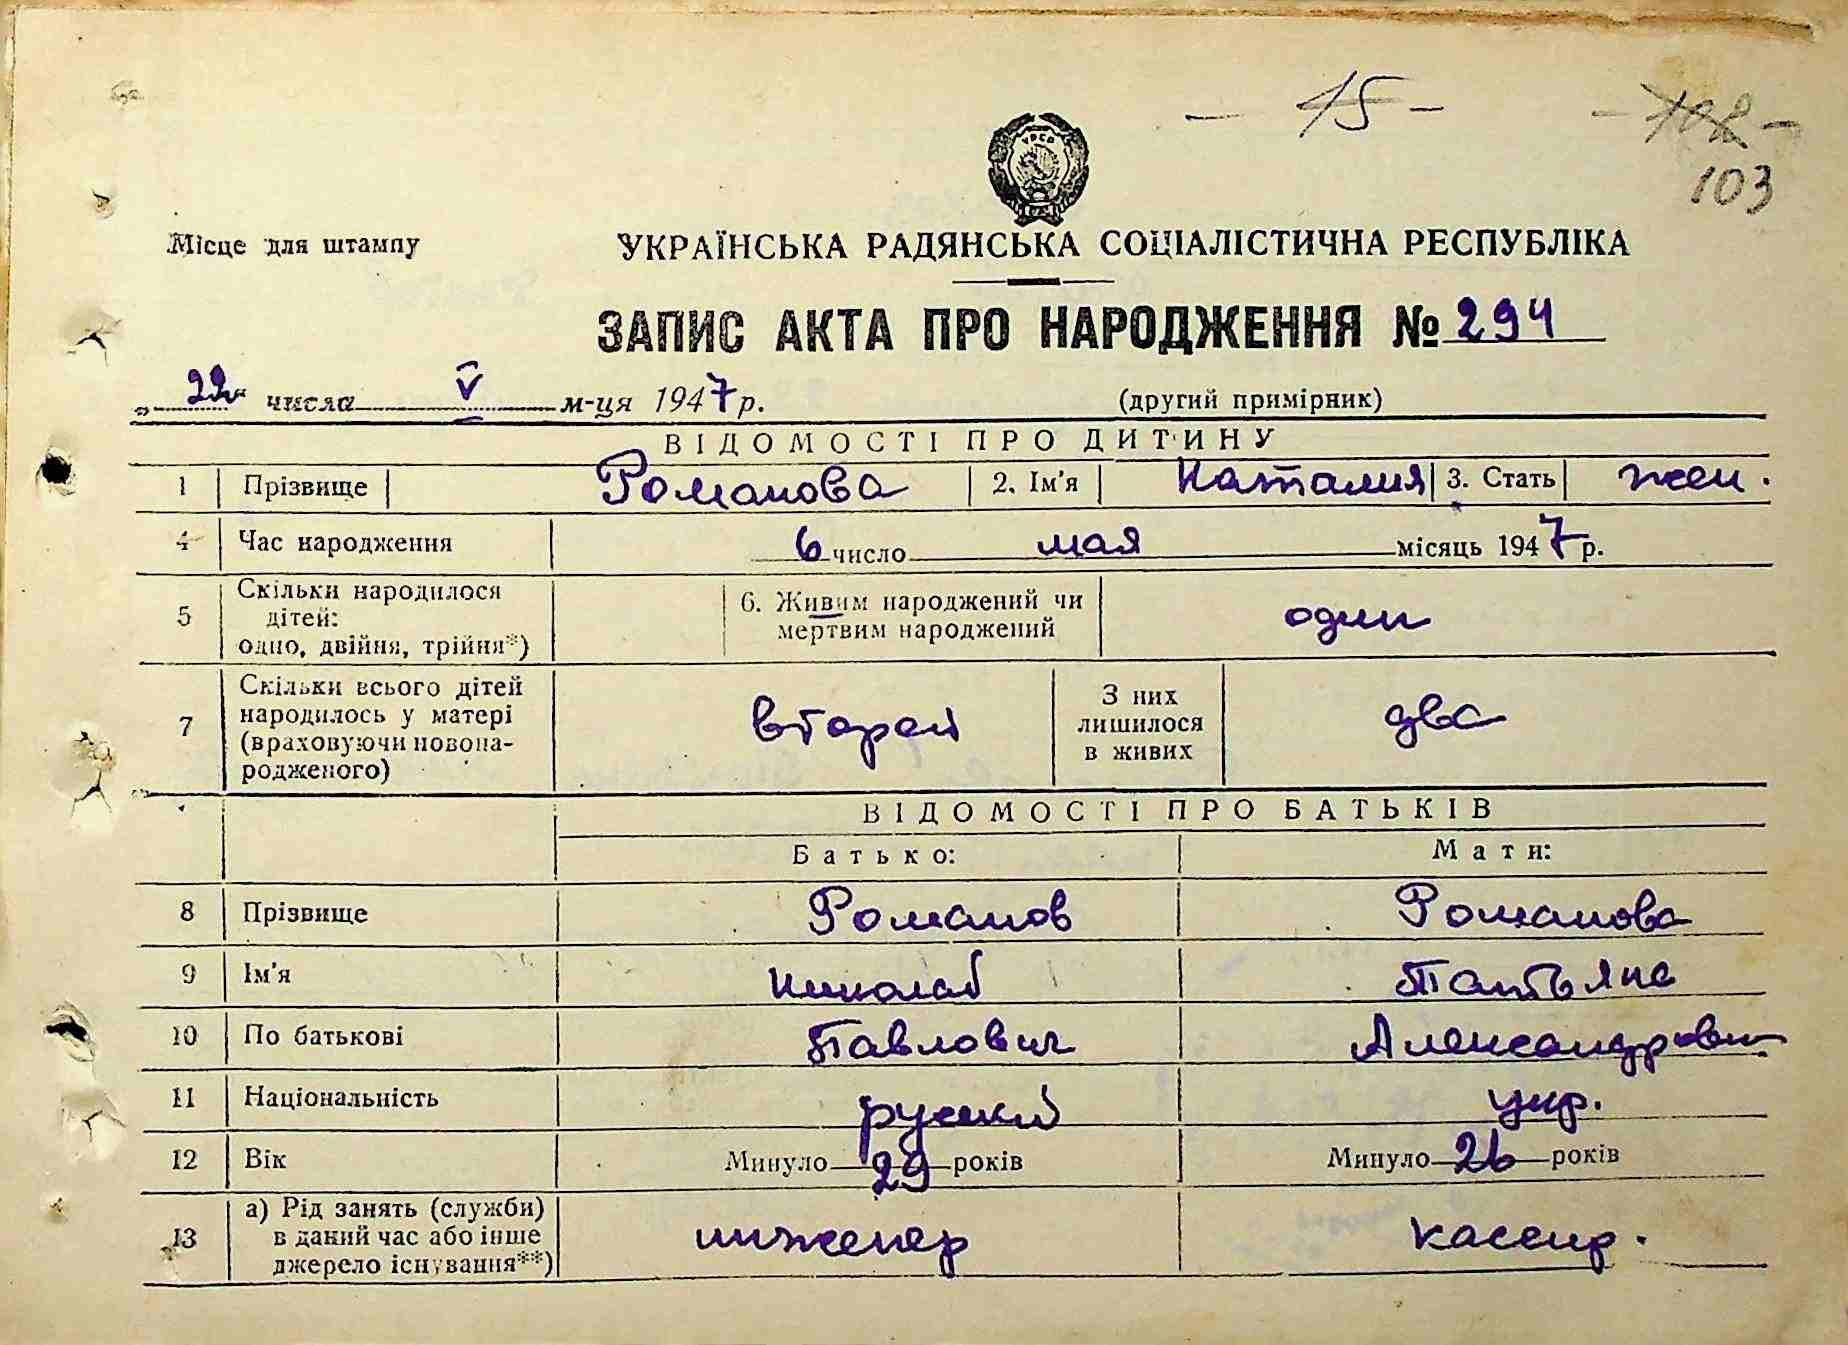 - 15 -
- 102 -
103
УРСР
Місце для штампу
УКРАЇНСЬКА РАДЯНСЬКА СОЦІАЛІСТИЧНА РЕСПУБЛІКА
ЗАПИС АКТА ПРО НАРОДЖЕННЯ № 294
„22“ числа V м-ця 1947 р. (другий примірник)
ВІДОМОСТІ ПРО ДИТИНУ
1 Прізвище Романова 2. Ім'я Наталия 3. Стать жен.
4 Час народження 6 число мая місяць 1947 р.
5 Скільки народилося дітей: одно, двійня, трійня*) 6. Живим народжений чи мертвим народжений один
7 Скільки всього дітей народилось у матері (враховуючи новонародженого) второй З них лишилося в живих два
ВІДОМОСТІ ПРО БАТЬКІВ
Батько: Мати:
8 Прізвище Романов Романова
9 Ім'я Николай Татьяна
10 По батькові Павлович Александровн
11 Національність русский укр.
12 Вік Минуло 29 років Минуло 26 років
13 а) Рід занять (служби) в даний час або інше джерело існування**) инженер кассир.